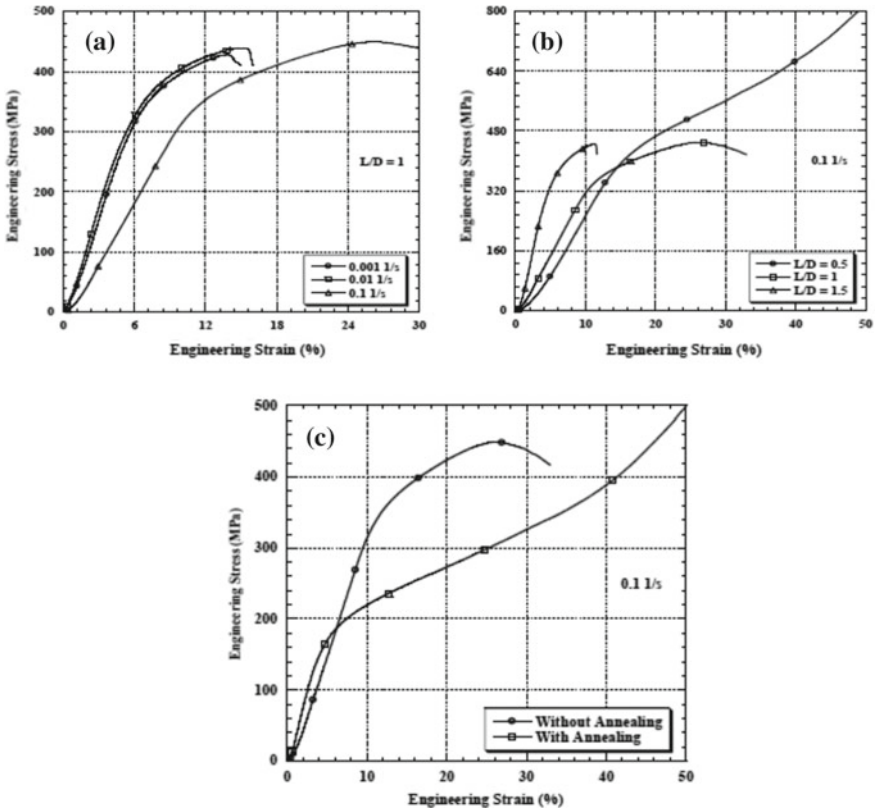 (a)
Engineering Stress (MPa)
500
400
300
200
100
0
L/D = 1
0.001 1/s
0.01 1/s
0.1 1/s
0 6 12 18 24 30
Engineering Strain (%)
(b)
Engineering Stress (MPa)
800
640
480
320
160
0
0.1 1/s
L/D = 0.5
L/D = 1
L/D = 1.5
0 10 20 30 40 50
Engineering Strain (%)
(c)
Engineering Stress (MPa)
500
400
300
200
100
0
0.1 1/s
Without Annealing
With Annealing
0 10 20 30 40 50
Engineering Strain (%)